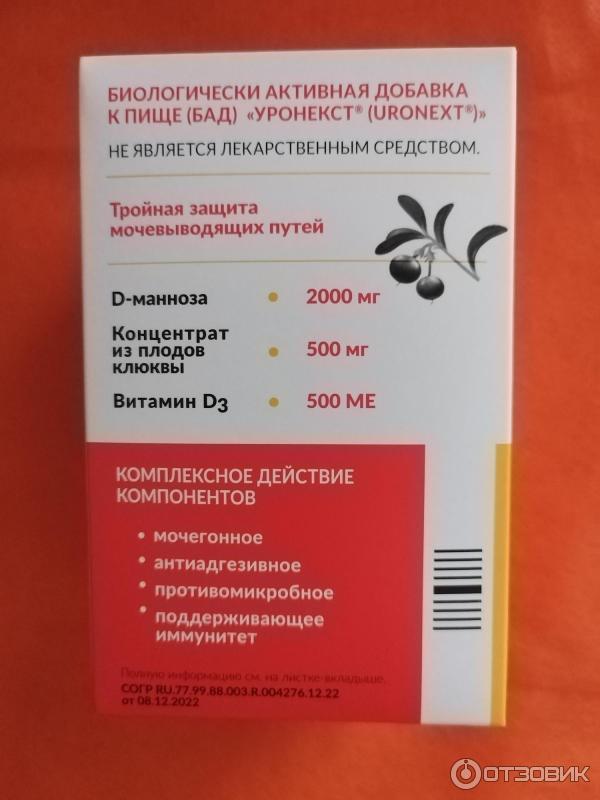 БИОЛОГИЧЕСКИ АКТИВНАЯ ДОБАВКА
К ПИЩЕ (БАД) «УРОНЕКСТ® (URONEXT®)»
НЕ ЯВЛЯЕТСЯ ЛЕКАРСТВЕННЫМ СРЕДСТВОМ.
Тройная защита
мочевыводящих путей
D-манноза • 2000 мг
Концентрат
из плодов • 500 мг
клюквы
Витамин D3 • 500 МЕ
КОМПЛЕКСНОЕ ДЕЙСТВИЕ
КОМПОНЕНТОВ
• мочегонное
• антиадгезивное
• противомикробное
• поддерживающее
иммунитет
Полную информацию см. на листке-вкладыше.
СОГР RU.77.99.88.003.R.004276.12.22
от 08.12.2022
ОТЗОВИК